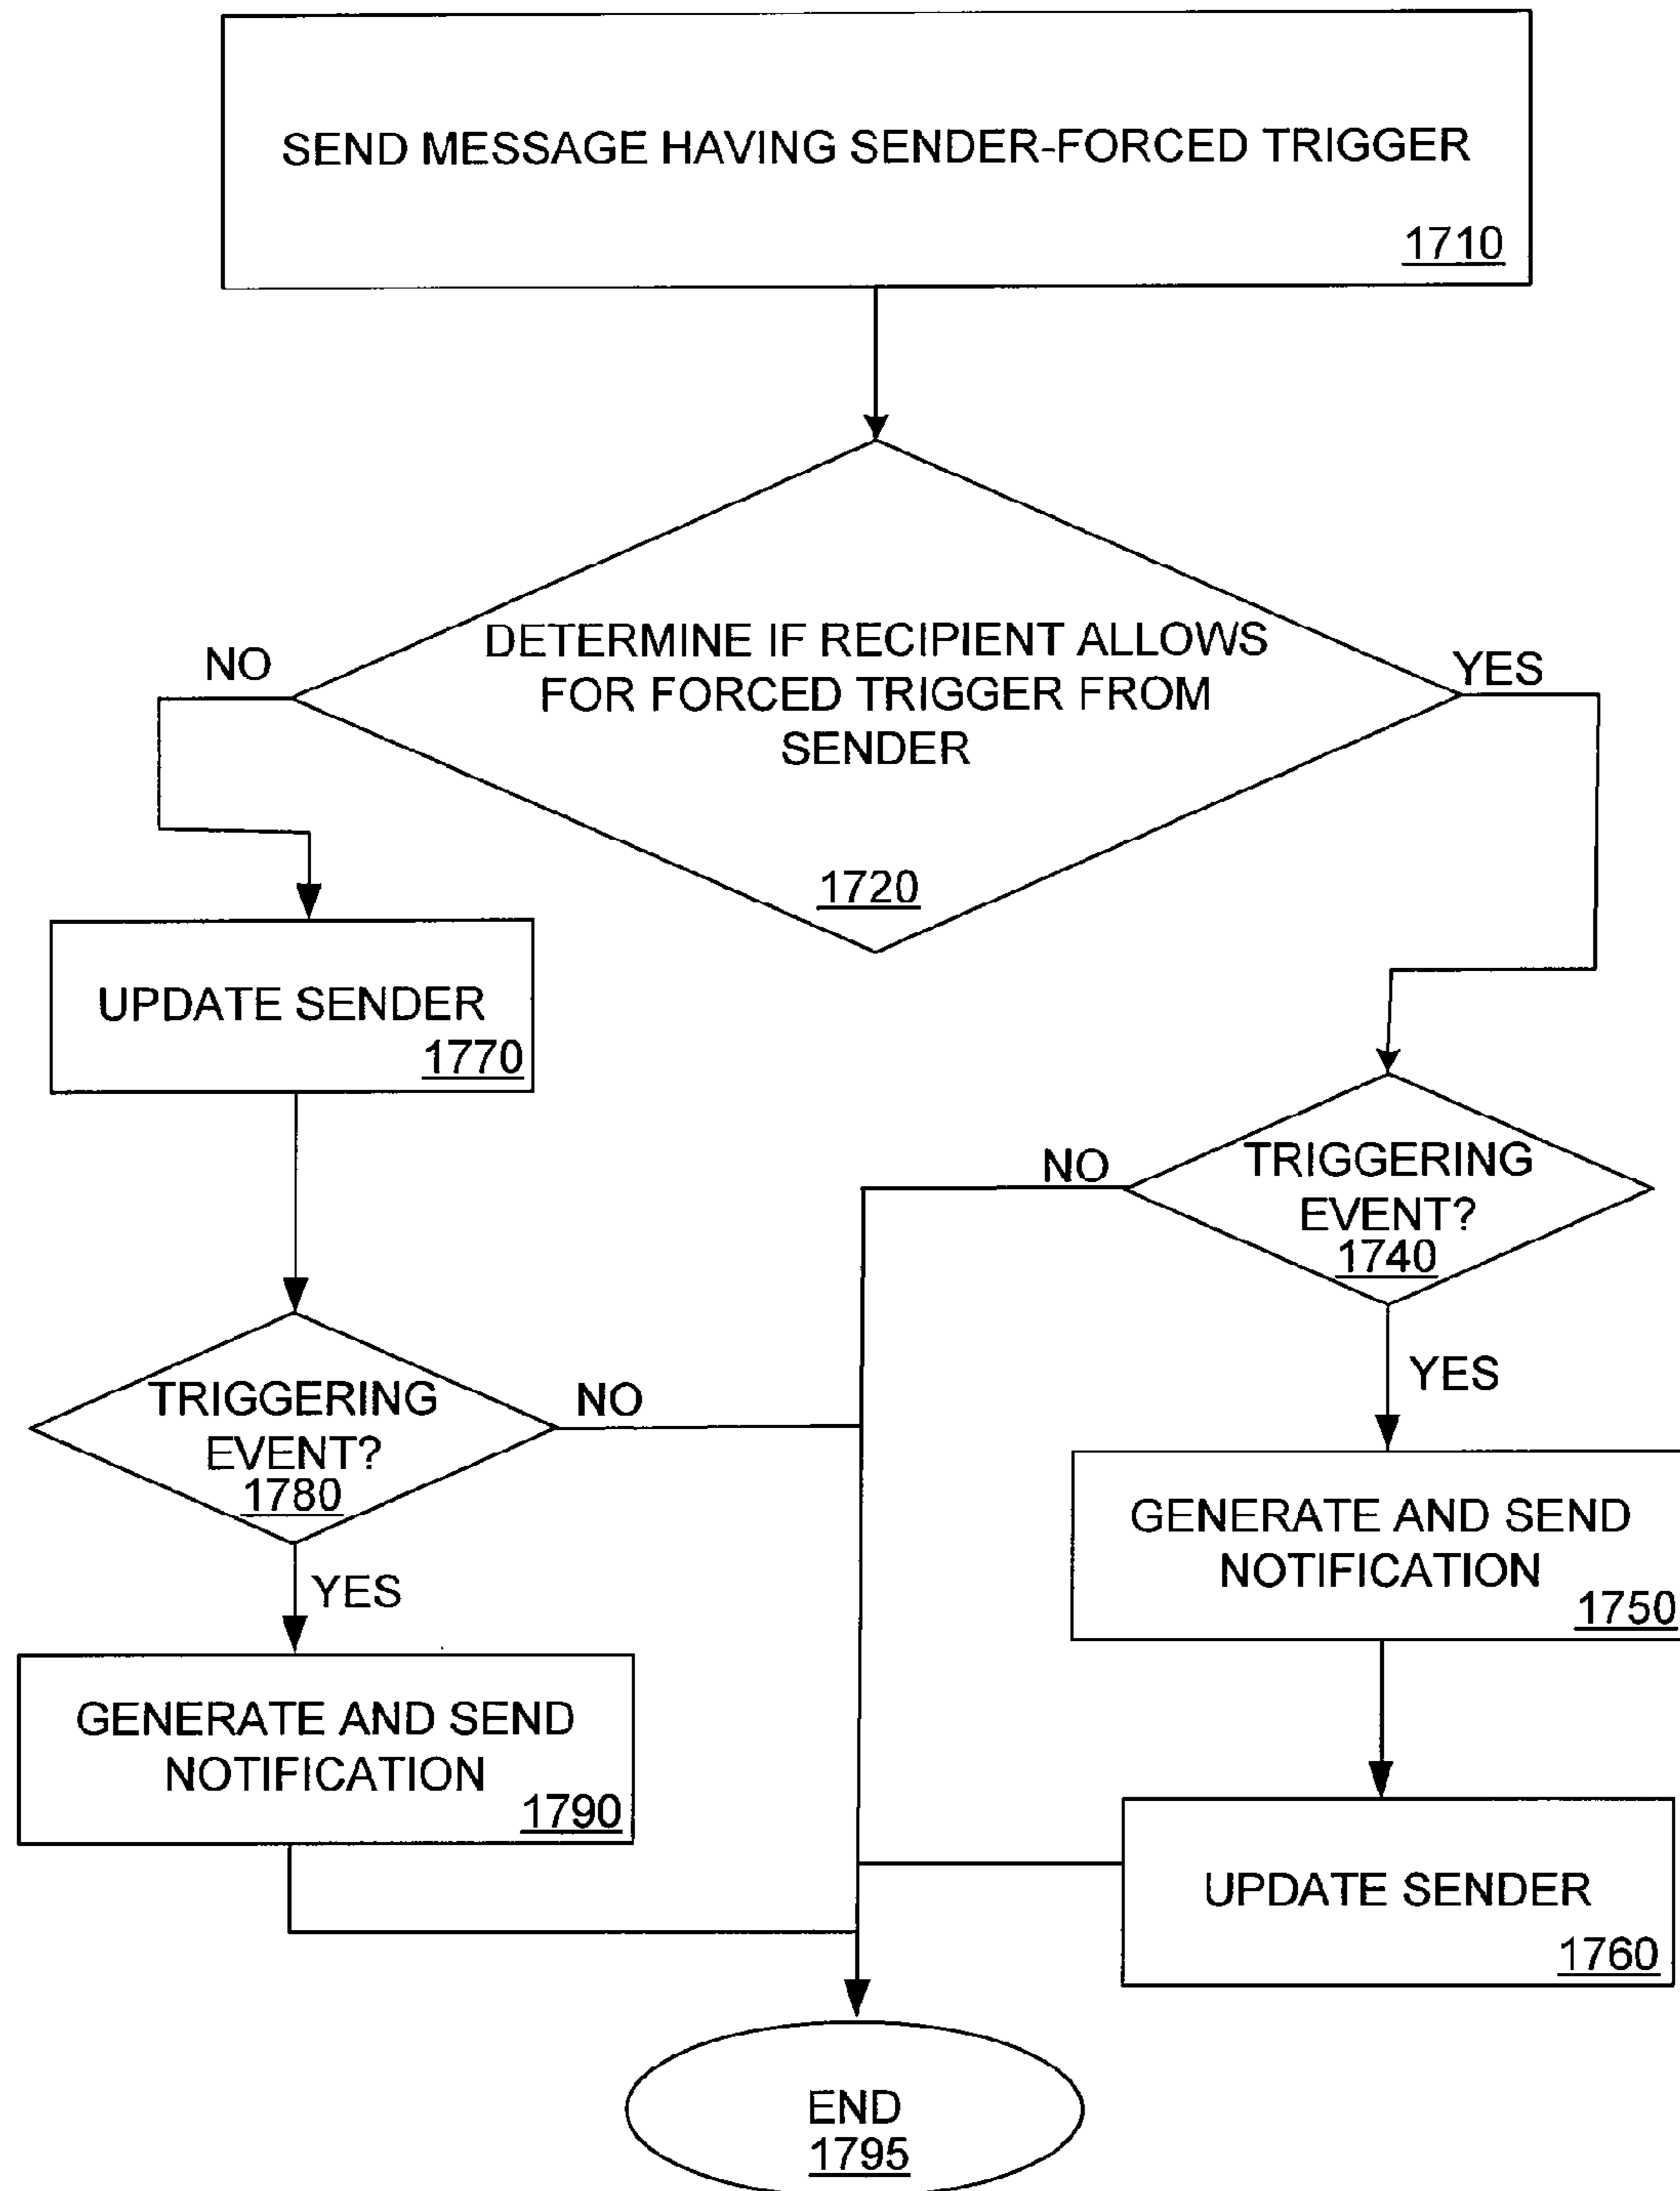 SEND MESSAGE HAVING SENDER-FORCED TRIGGER
1710
DETERMINE IF RECIPIENT ALLOWS
FOR FORCED TRIGGER FROM
SENDER
1720
NO
YES
UPDATE SENDER
1770
TRIGGERING
EVENT?
1740
NO
YES
TRIGGERING
EVENT?
1780
NO
YES
GENERATE AND SEND
NOTIFICATION
1750
GENERATE AND SEND
NOTIFICATION
1790
UPDATE SENDER
1760
END
1795